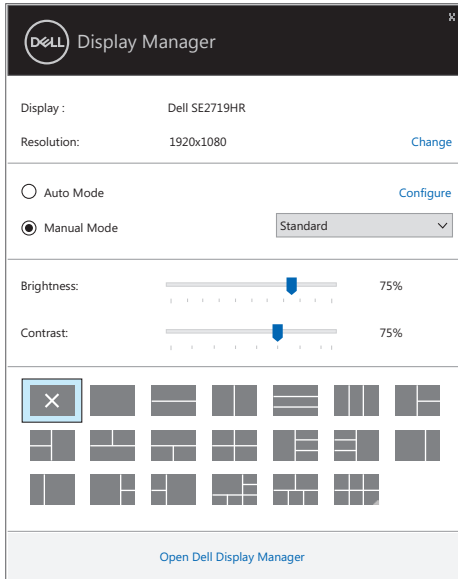 DELL Display Manager
Display : Dell SE2719HR
Resolution: 1920x1080 Change
Auto Mode Configure
Manual Mode Standard
Brightness: 75%
Contrast: 75%
Open Dell Display Manager